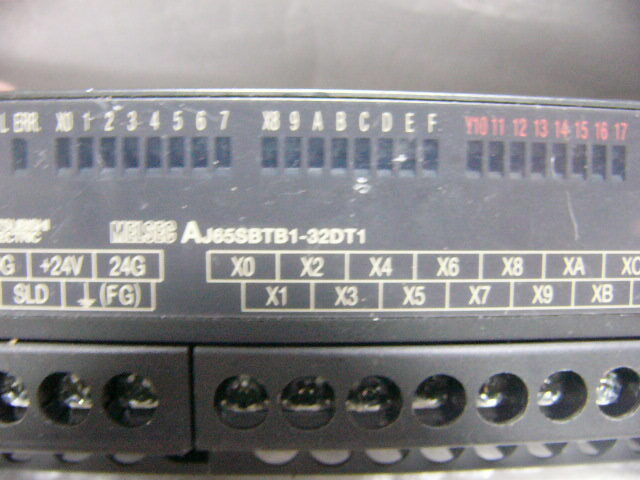 L ERR. X0 1 2 3 4 5 6 7 X8 9 A B C D E F Y10 11 12 13 14 15 16 17
MELSEC AJ65SBTB1-32DT1
G +24V 24G X0 X2 X4 X6 X8 XA XC
SLD (FG) X1 X3 X5 X7 X9 XB